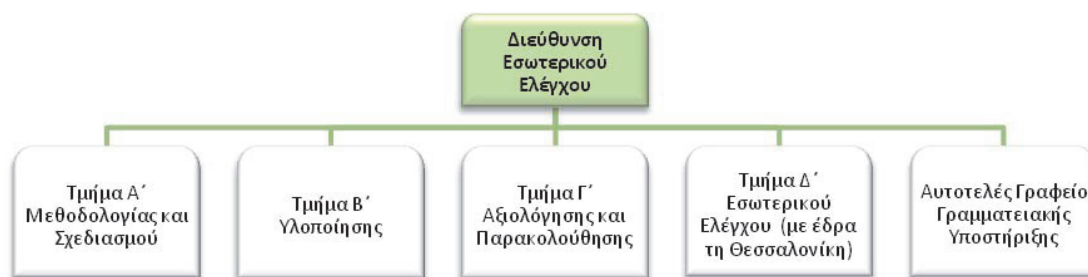 Διεύθυνση
Εσωτερικού
Ελέγχου
Τμήμα Α΄
Μεθοδολογίας και
Σχεδιασμού
Τμήμα Β΄
Υλοποίησης
Τμήμα Γ΄
Αξιολόγησης και
Παρακολούθησης
Τμήμα Δ΄
Εσωτερικού
Ελέγχου (με έδρα
τη Θεσσαλονίκη)
Αυτοτελές Γραφείο
Γραμματειακής
Υποστήριξης